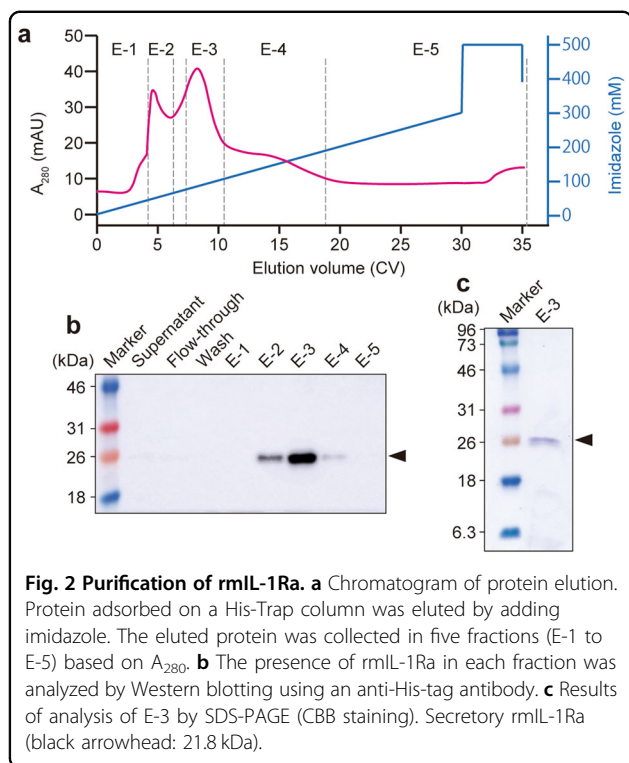 a
E-1 E-2 E-3 E-4 E-5
50
40
30
20
10
0
A280 (mAU)
500
400
300
200
100
0
Imidazole (mM)
0 5 10 15 20 25 30 35
Elution volume (CV)
b
(kDa) Marker Supernatant Flow-through Wash E-1 E-2 E-3 E-4 E-5
46
31
26
18
c
(kDa) Marker E-3
96
73
46
31
26
18
6.3
Fig. 2 Purification of rmIL-1Ra. a Chromatogram of protein elution.
Protein adsorbed on a His-Trap column was eluted by adding
imidazole. The eluted protein was collected in five fractions (E-1 to
E-5) based on A280. b The presence of rmIL-1Ra in each fraction was
analyzed by Western blotting using an anti-His-tag antibody. c Results
of analysis of E-3 by SDS-PAGE (CBB staining). Secretory rmIL-1Ra
(black arrowhead: 21.8 kDa).